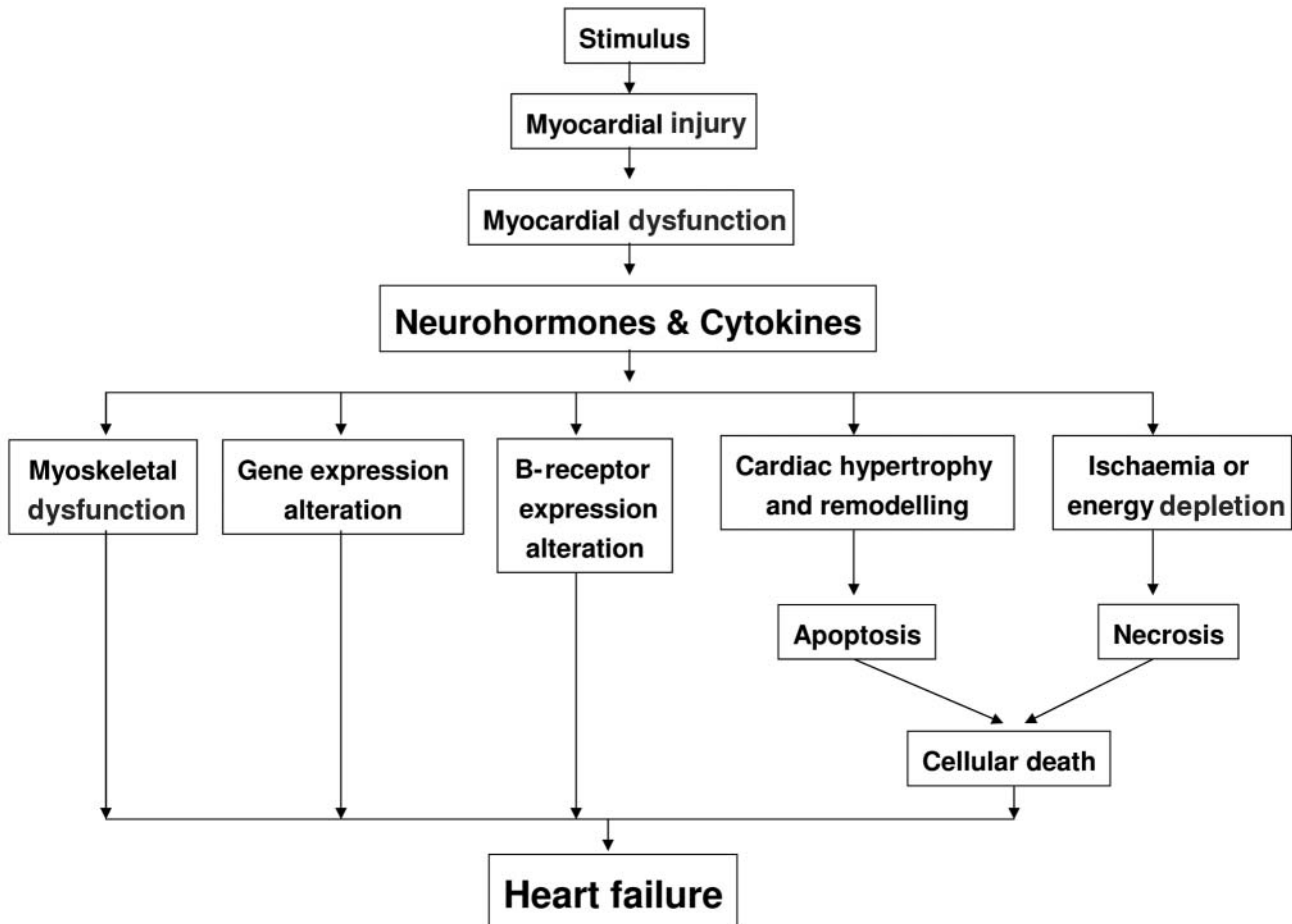 Stimulus
Myocardial injury
Myocardial dysfunction
Neurohormones & Cytokines
Myoskeletal
dysfunction
Gene expression
alteration
B-receptor
expression
alteration
Cardiac hypertrophy
and remodelling
Ischaemia or
energy depletion
Apoptosis
Necrosis
Cellular death
Heart failure